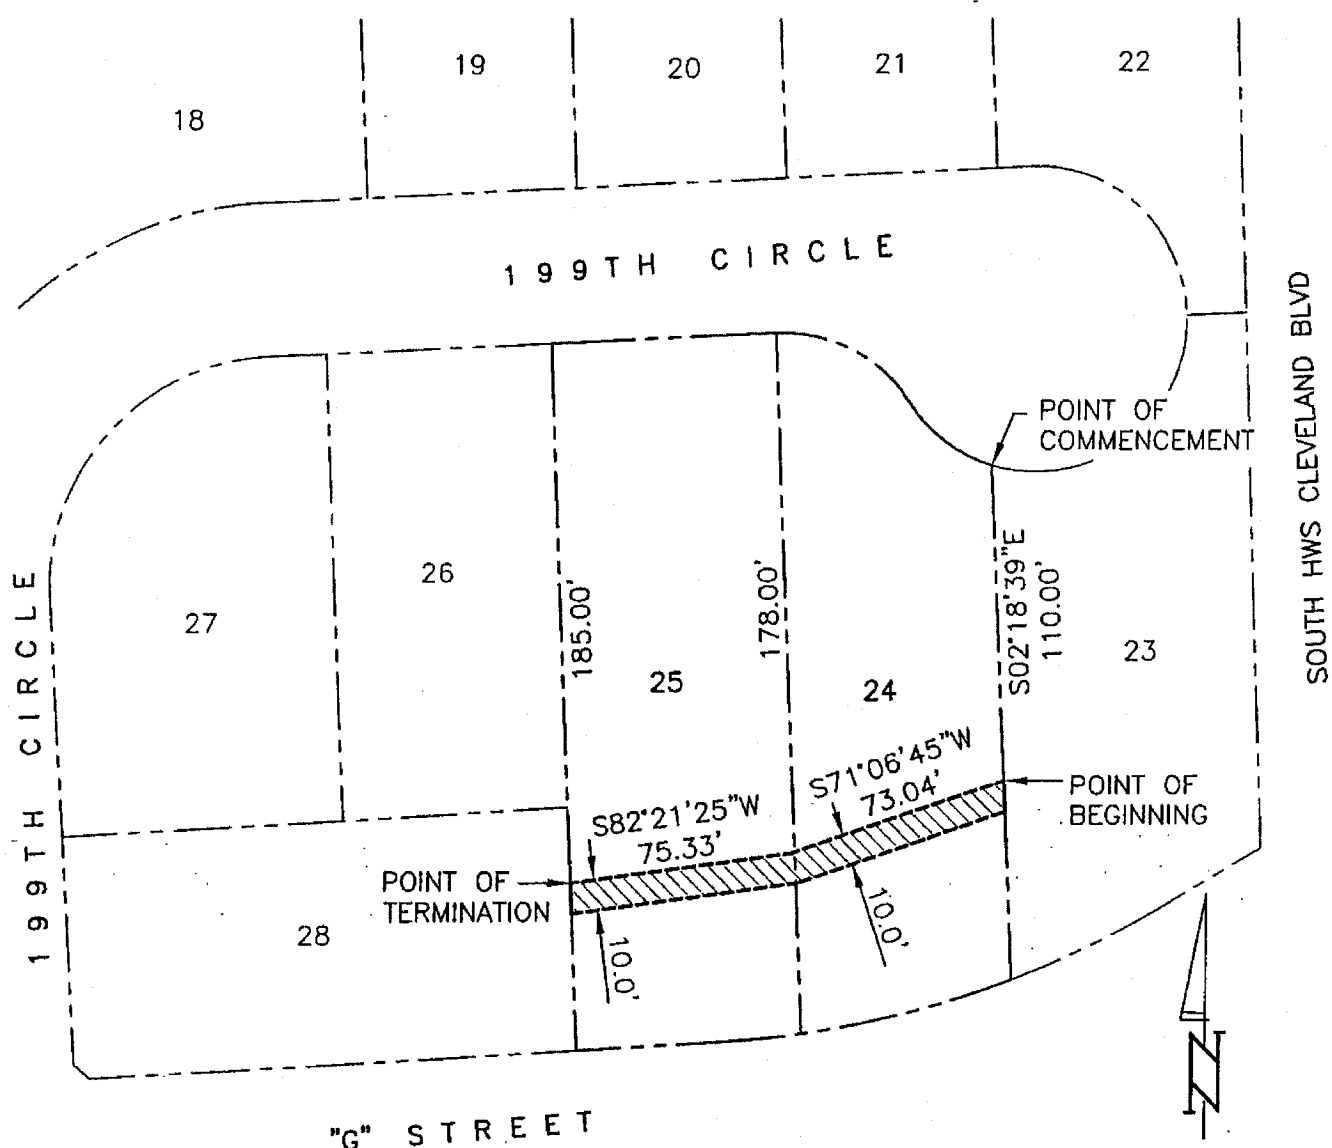 19
20
21
22
18
199TH CIRCLE
POINT OF
COMMENCEMENT
SOUTH HWS CLEVELAND BLVD
S02°18'39"E
110.00'
26
27
185.00'
178.00'
25
24
23
199TH CIRCLE
S71°06'45"W
73.04'
POINT OF
BEGINNING
S82°21'25"W
75.33'
POINT OF
TERMINATION
28
10.0'
10.0'
N
"G" STREET